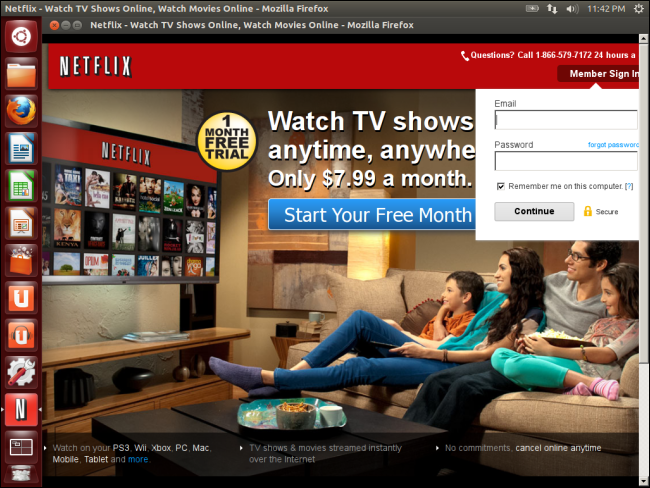 Netflix - Watch TV Shows Online, Watch Movies Online - Mozilla Firefox
11:42 PM
Netflix - Watch TV Shows Online, Watch Movies Online - Mozilla Firefox
NETFLIX
Questions? Call 1-866-579-7172 24 hours a
Member Sign In
Email
Password
forgot password
Remember me on this computer. [?]
Continue
Secure
1
MONTH
FREE
TRIAL
Watch TV shows
anytime, anywhe
Only $7.99 a month.
Start Your Free Month
NETFLIX
Watch on your PS3, Wii, Xbox, PC, Mac,
Mobile, Tablet and more.
TV shows & movies streamed instantly
over the Internet
No commitments, cancel online anytime